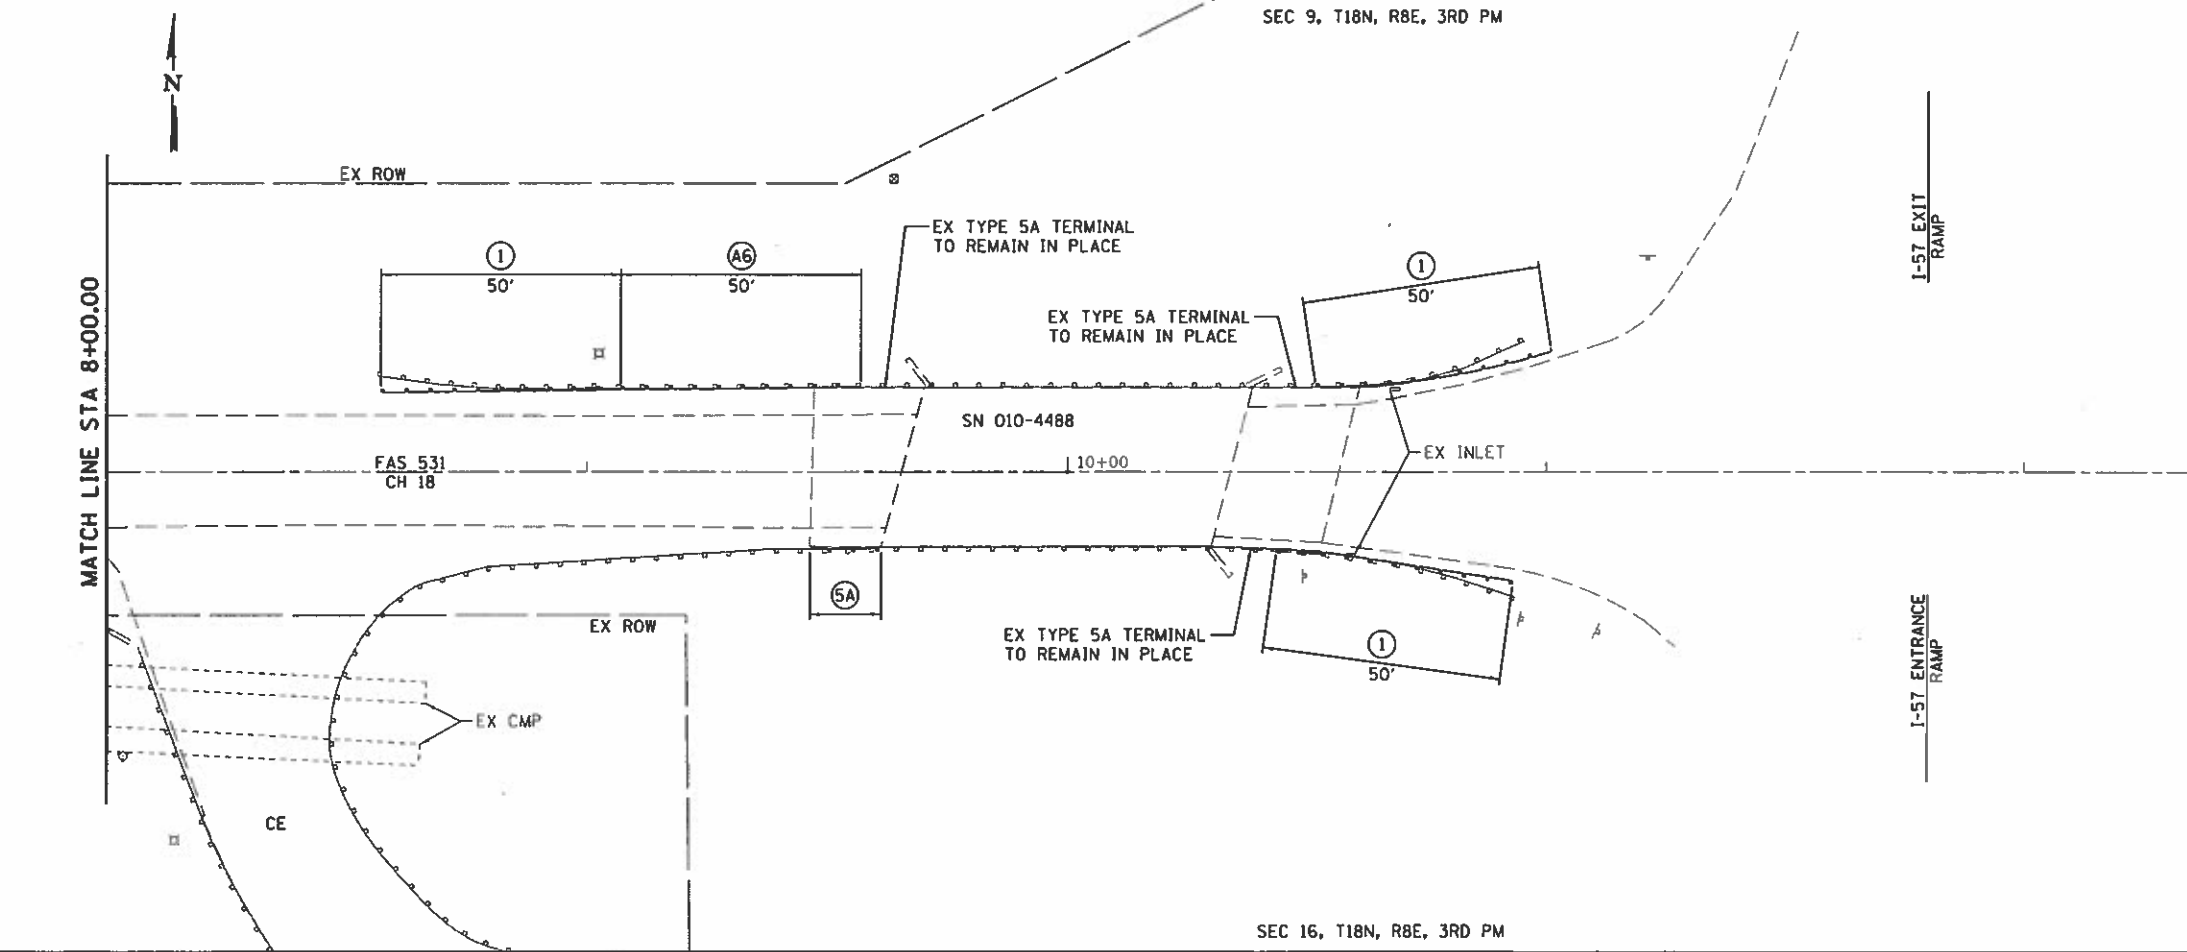 SEC 9, T18N, R8E, 3RD PM
N
EX ROW
EX TYPE 5A TERMINAL
TO REMAIN IN PLACE
I-57 EXIT
RAMP
1
50'
A6
50'
1
50'
EX TYPE 5A TERMINAL
TO REMAIN IN PLACE
MATCH LINE STA 8+00.00
SN 010-4488
FAS 531
CH 18
10+00
EX INLET
5A
EX ROW
EX TYPE 5A TERMINAL
TO REMAIN IN PLACE
1
50'
I-57 ENTRANCE
RAMP
EX CMP
CE
SEC 16, T18N, R8E, 3RD PM